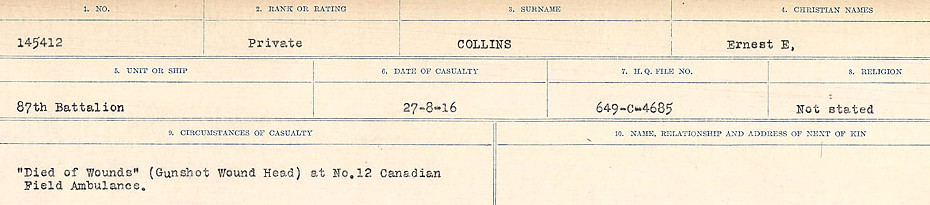 1. NO.
2. RANK OR RATING
3. SURNAME
4. CHRISTIAN NAMES
145412
Private
COLLINS
Ernest E,
5. UNIT OR SHIP
6. DATE OF CASUALTY
7. H.Q. FILE NO.
8. RELIGION
87th Battalion
27-8-16
649-C-4685
Not stated
9. CIRCUMSTANCES OF CASUALTY
10. NAME, RELATIONSHIP AND ADDRESS OF NEXT OF KIN
"Died of Wounds" (Gunshot Wound Head) at No.12 Canadian
Field Ambulance.